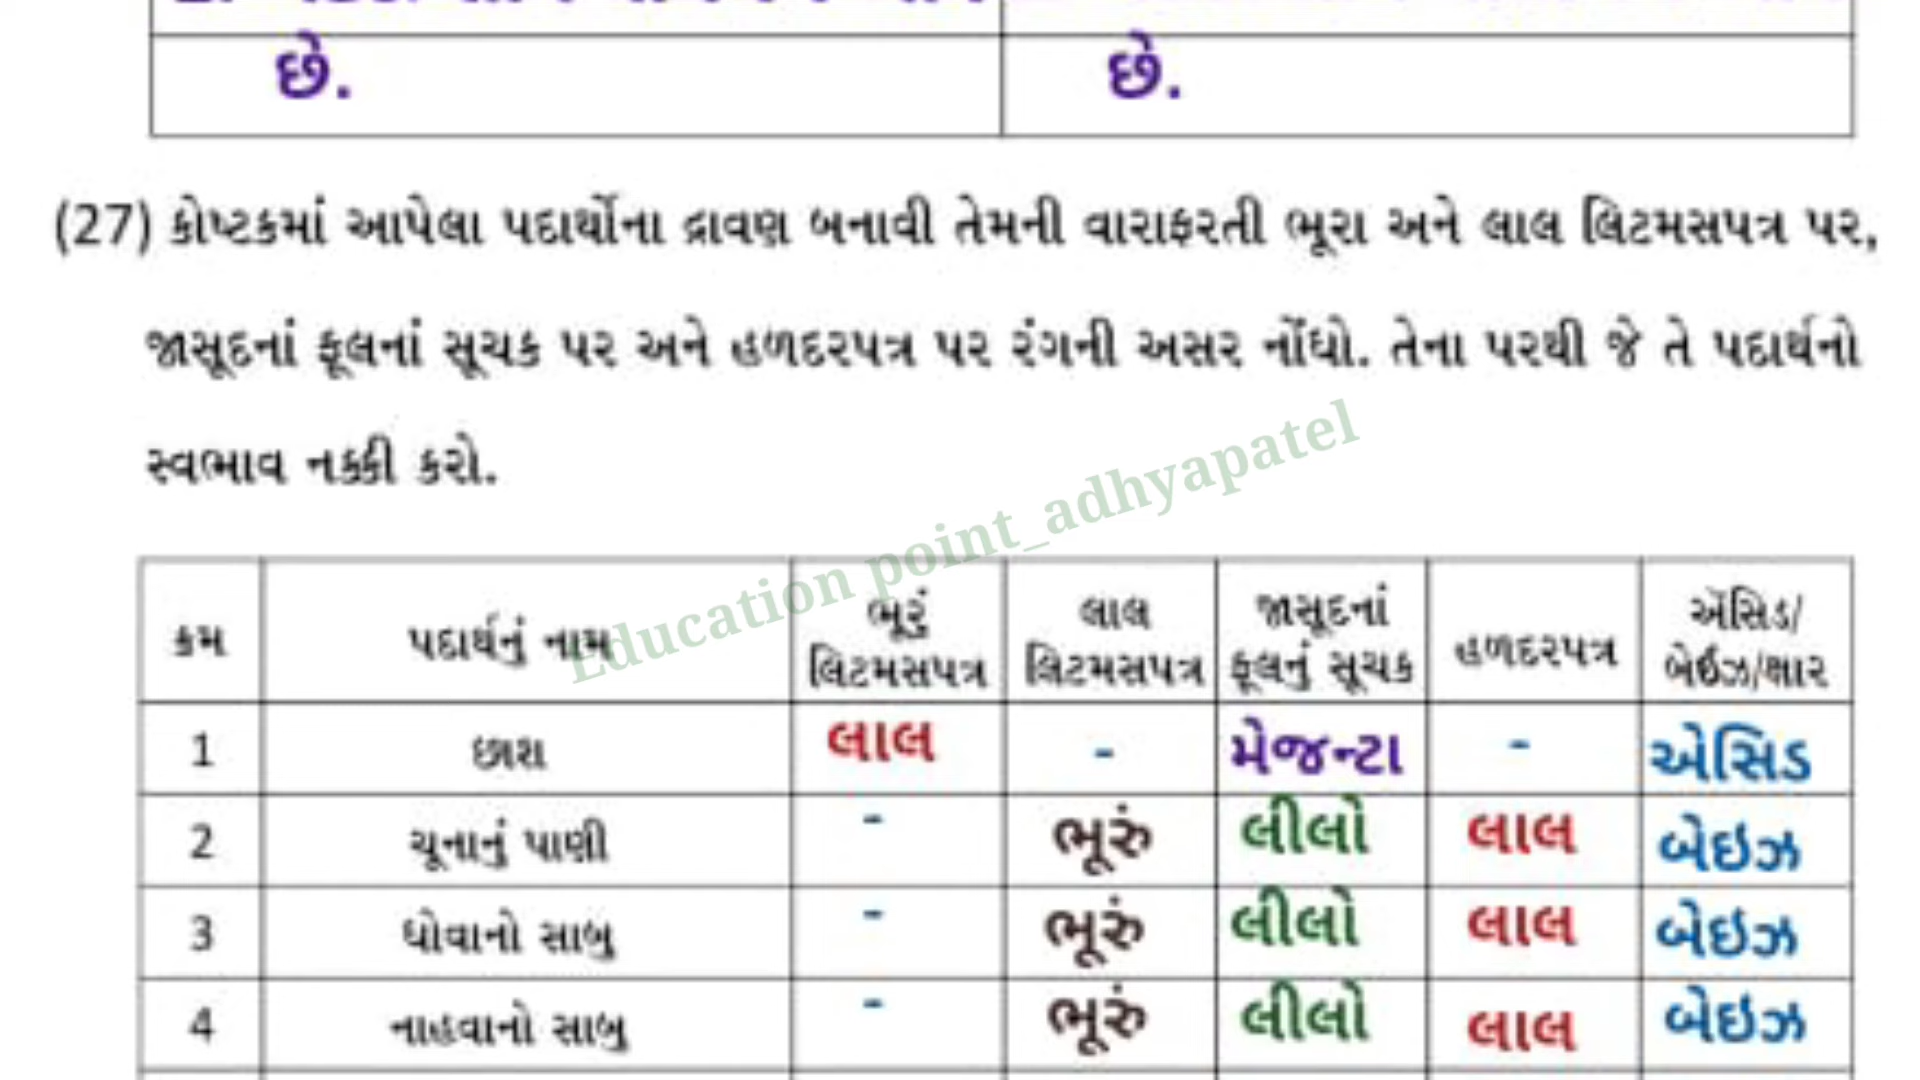 છે. છે.
(27) કોષ્ટકમાં આપેલા પદાર્થોના દ્રાવણ બનાવી તેમની વારાફરતી ભૂરા અને લાલ લિટમસપત્ર પર,
જાસૂદનાં ફૂલનાં સૂચક પર અને હળદરપત્ર પર રંગની અસર નોંધો. તેના પરથી જે તે પદાર્થનો
સ્વભાવ નક્કી કરો.
Education point_adhyapatel
ક્રમ પદાર્થનું નામ ભૂરું લિટમસપત્ર લાલ લિટમસપત્ર જાસૂદનાં ફૂલનું સૂચક હળદરપત્ર ઍસિડ/બેઈઝ/ક્ષાર
1 છાશ લાલ - મેજન્ટા - એસિડ
2 ચૂનાનું પાણી - ભૂરું લીલો લાલ બેઇઝ
3 ધોવાનો સાબુ - ભૂરું લીલો લાલ બેઇઝ
4 નાહવાનો સાબુ - ભૂરું લીલો લાલ બેઇઝ